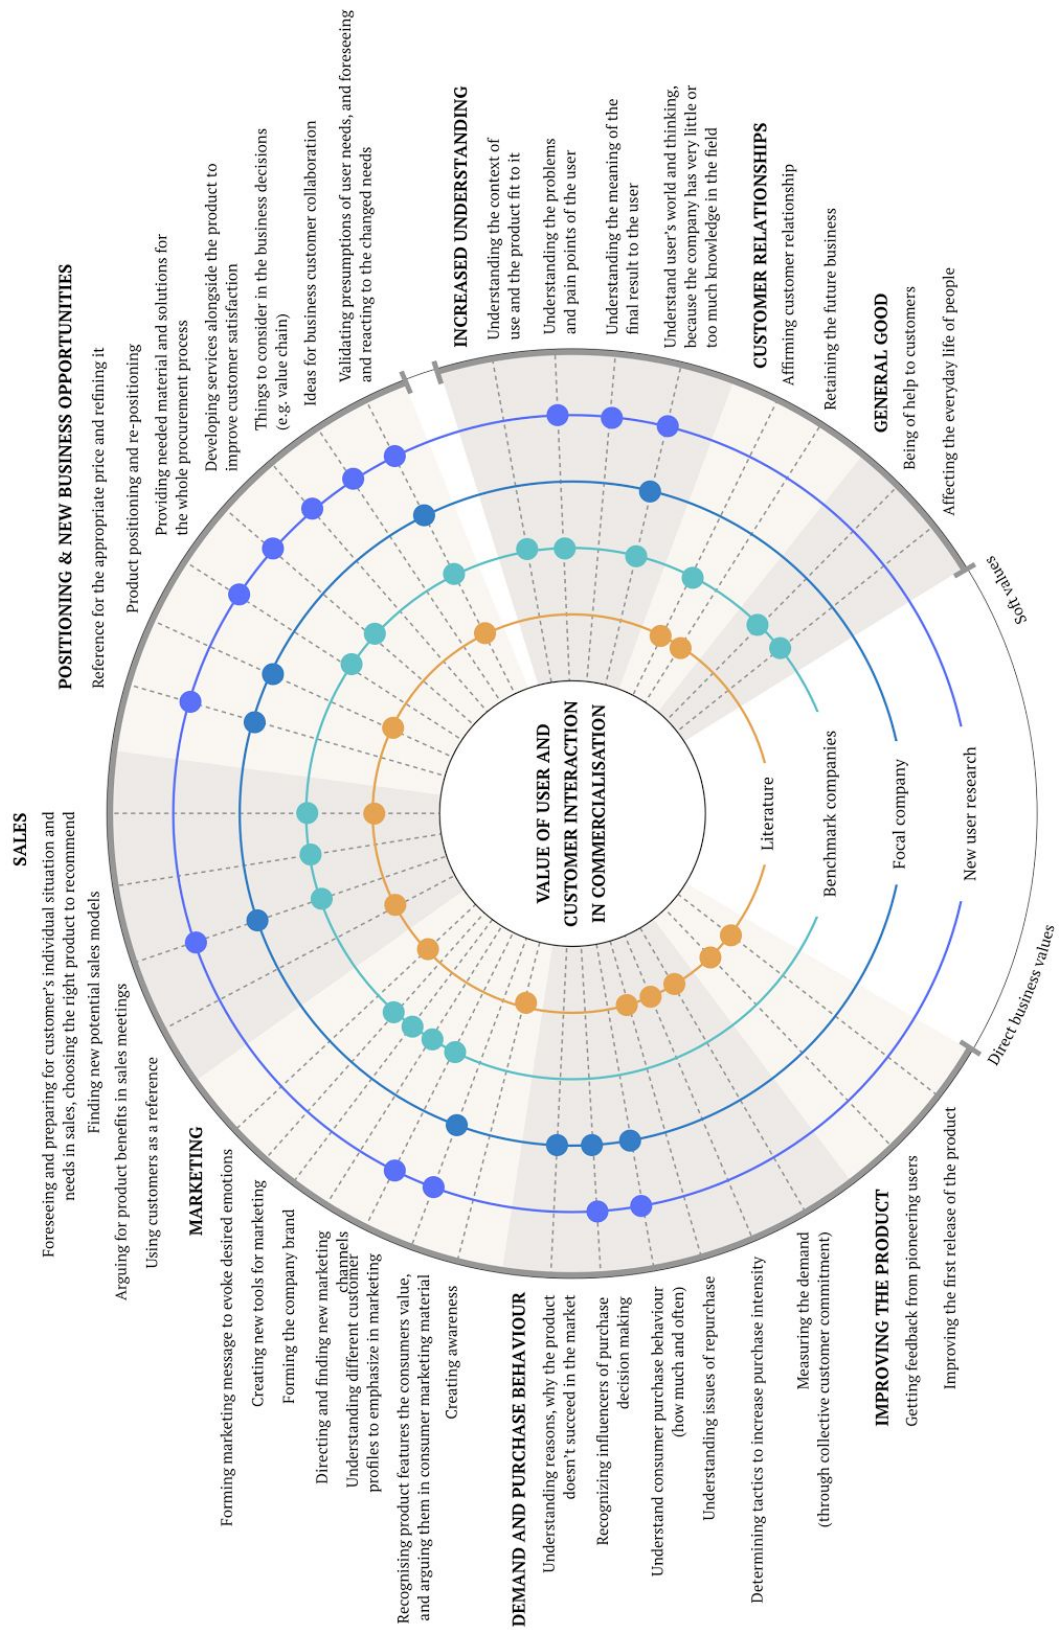 VALUE OF USER AND
CUSTOMER INTERACTION
IN COMMERCIALISATION
Literature
Benchmark companies
Focal company
New user research
Direct business values
Soft values
IMPROVING THE PRODUCT
Getting feedback from pioneering users
Improving the first release of the product
DEMAND AND PURCHASE BEHAVIOUR
Understanding reasons, why the product
doesn't succeed in the market
Recognizing influencers of purchase
decision making
Understand consumer purchase behaviour
(how much and often)
Understanding issues of repurchase
Determining tactics to increase purchase intensity
Measuring the demand
(through collective customer commitment)
MARKETING
Forming marketing message to evoke desired emotions
Creating new tools for marketing
Forming the company brand
Directing and finding new marketing
channels
Understanding different customer
profiles to emphasize in marketing
Recognising product features the consumers value,
and arguing them in consumer marketing material
Creating awareness
SALES
Foreseeing and preparing for customer's individual situation and
needs in sales, choosing the right product to recommend
Finding new potential sales models
Arguing for product benefits in sales meetings
Using customers as a reference
POSITIONING & NEW BUSINESS OPPORTUNITIES
Reference for the appropriate price and refining it
Product positioning and re-positioning
Providing needed material and solutions for
the whole procurement process
Developing services alongside the product to
improve customer satisfaction
Things to consider in the business decisions
(e.g. value chain)
Ideas for business customer collaboration
Validating presumptions of user needs, and foreseeing
and reacting to the changed needs
INCREASED UNDERSTANDING
Understanding the context of
use and the product fit to it
Understanding the problems
and pain points of the user
Understanding the meaning of the
final result to the user
Understand user's world and thinking,
because the company has very little or
too much knowledge in the field
CUSTOMER RELATIONSHIPS
Affirming customer relationship
Retaining the future business
GENERAL GOOD
Being of help to customers
Affecting the everyday life of people